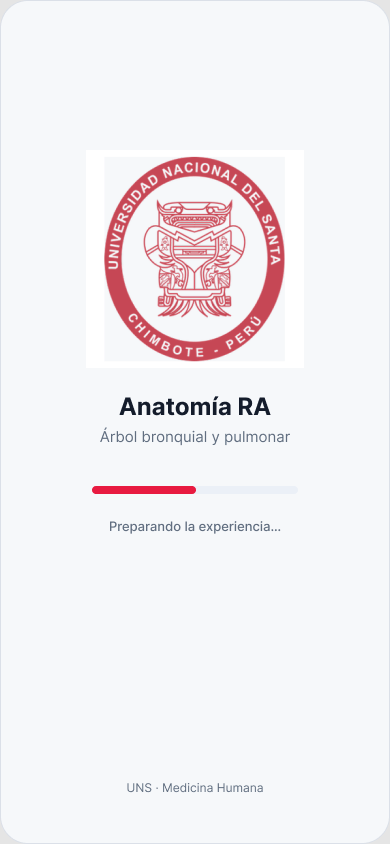 UNIVERSIDAD NACIONAL DEL SANTA
CHIMBOTE - PERÚ
Anatomía RA
Árbol bronquial y pulmonar
Preparando la experiencia...
UNS · Medicina Humana